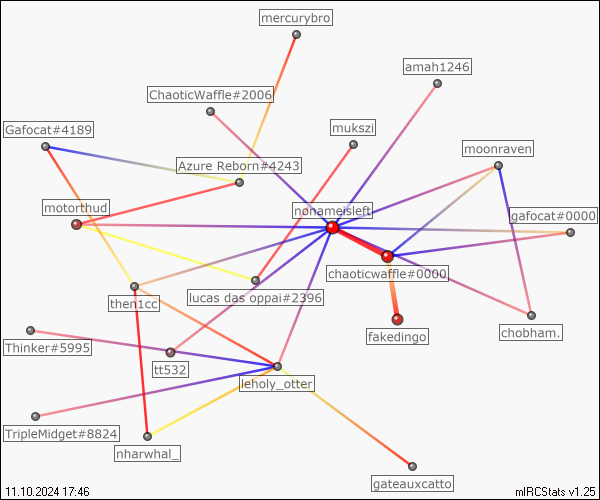 mercurybro
amah1246
ChaoticWaffle#2006
Gafocat#4189
mukszi
moonraven
Azure Reborn#4243
motorthud
nonameisleft
gafocat#0000
chaoticwaffle#0000
lucas das oppai#2396
then1cc
fakedingo
chobham.
Thinker#5995
tt532
leholy_otter
TripleMidget#8824
nharwhal_
gateauxcatto
11.10.2024 17:46
mIRCStats v1.25